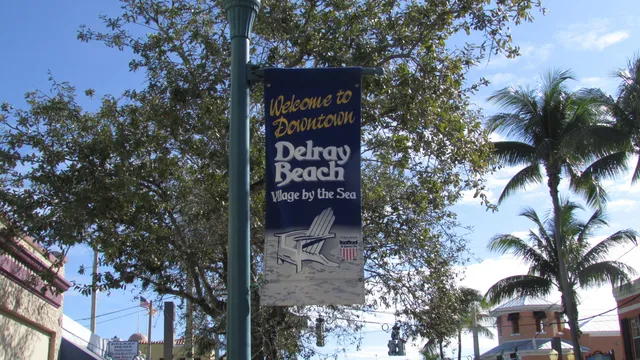 Welcome to
Downtown
Delray
Beach
Village by the Sea